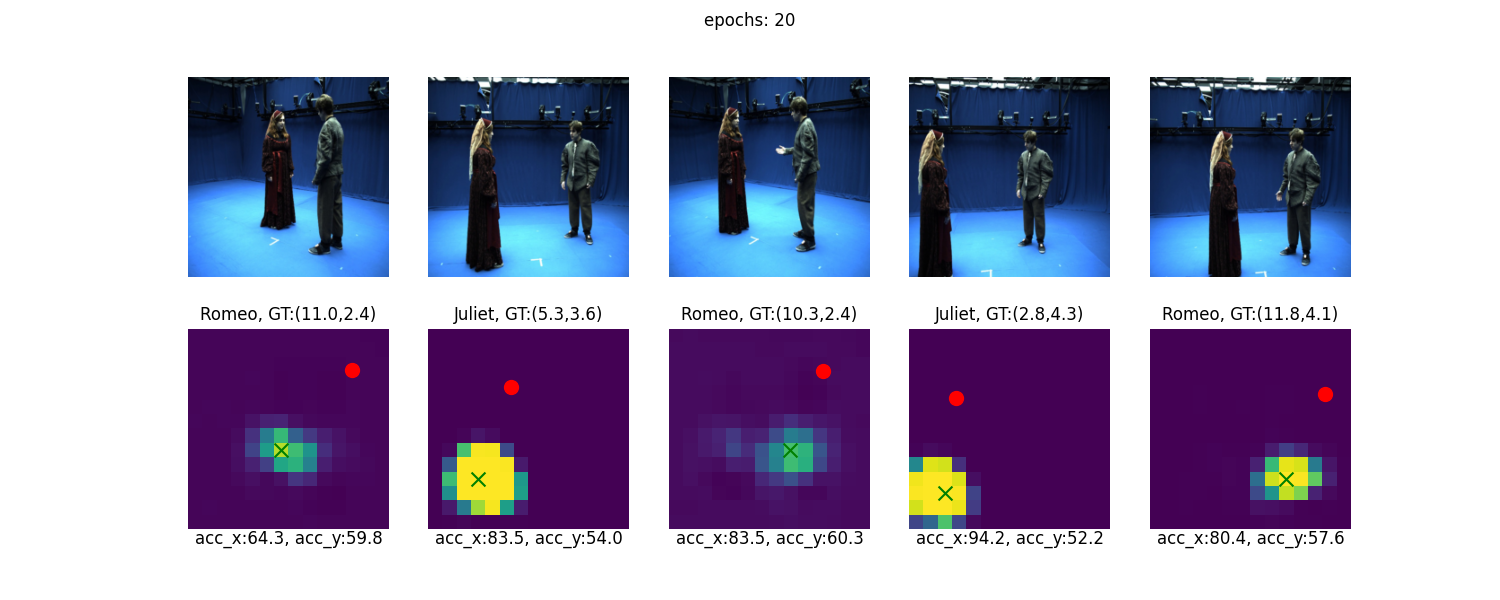 epochs: 20
Romeo, GT:(11.0,2.4)
Juliet, GT:(5.3,3.6)
Romeo, GT:(10.3,2.4)
Juliet, GT:(2.8,4.3)
Romeo, GT:(11.8,4.1)
acc_x:64.3, acc_y:59.8
acc_x:83.5, acc_y:54.0
acc_x:83.5, acc_y:60.3
acc_x:94.2, acc_y:52.2
acc_x:80.4, acc_y:57.6